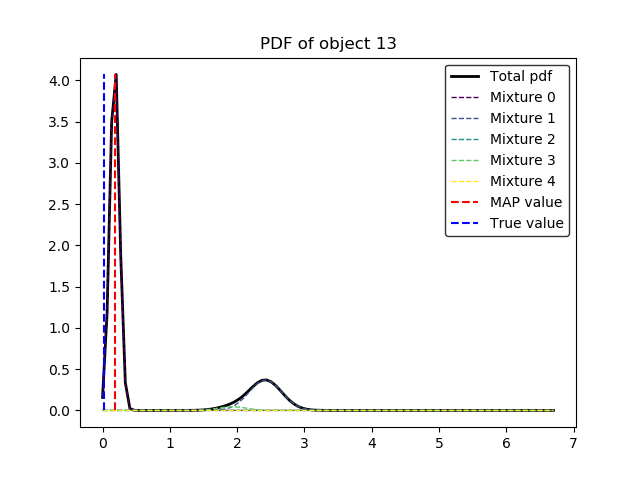 PDF of object 13
Total pdf
Mixture 0
Mixture 1
Mixture 2
Mixture 3
Mixture 4
MAP value
True value
4.0
3.5
3.0
2.5
2.0
1.5
1.0
0.5
0.0
0 1 2 3 4 5 6 7